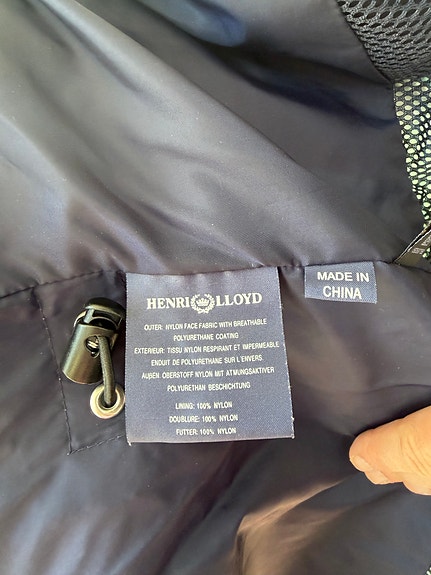 HENRI LLOYD
OUTER: NYLON FACE FABRIC WITH BREATHABLE
POLYURETHANE COATING
EXTERIEUR: TISSU NYLON RESPIRANT ET IMPERMEABLE
ENDUIT DE POLYURETHANE SUR L'ENVERS
AUßEN: OBERSTOFF NYLON MIT ATMUNGSAKTIVER
POLYURETHAN BESCHICHTUNG
LINING: 100% NYLON
DOUBLURE: 100% NYLON
FUTTER: 100% NYLON
MADE IN
CHINA